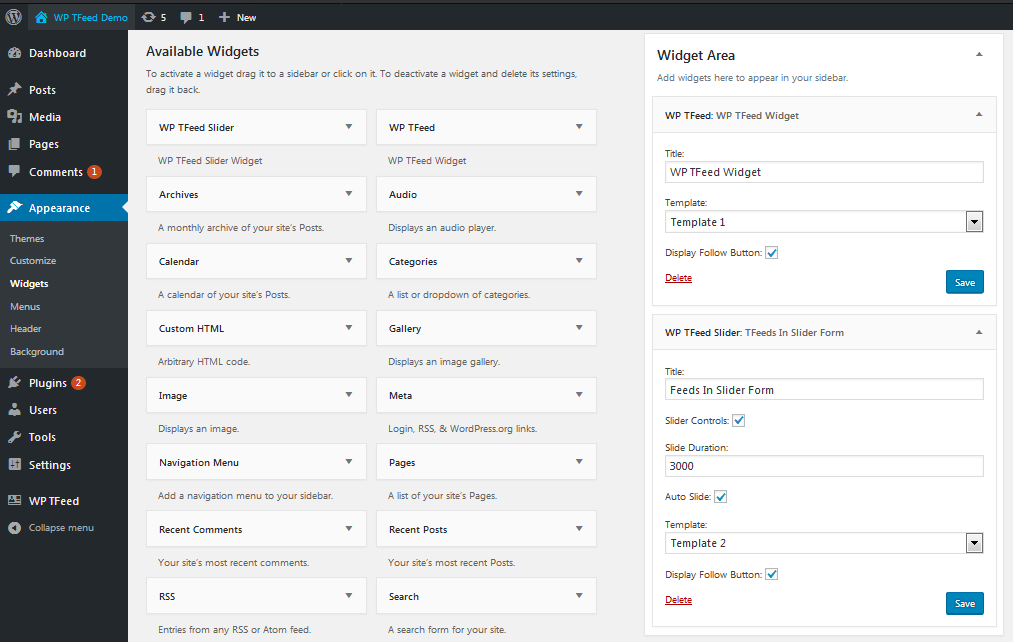 WP TFeed Demo 5 1 New
Dashboard
Posts
Media
Pages
Comments 1
Appearance
Themes
Customize
Widgets
Menus
Header
Background
Plugins 2
Users
Tools
Settings
WP TFeed
Collapse menu
Available Widgets
To activate a widget drag it to a sidebar or click on it. To deactivate a widget and delete its settings,
drag it back.
WP TFeed Slider
WP TFeed
WP TFeed Slider Widget
WP TFeed Widget
Archives
Audio
A monthly archive of your site's Posts.
Displays an audio player.
Calendar
Categories
A calendar of your site's Posts.
A list or dropdown of categories.
Custom HTML
Gallery
Arbitrary HTML code.
Displays an image gallery.
Image
Meta
Displays an image.
Login, RSS, & WordPress.org links.
Navigation Menu
Pages
Add a navigation menu to your sidebar.
A list of your site's Pages.
Recent Comments
Recent Posts
Your site's most recent comments.
Your site's most recent Posts.
RSS
Search
Entries from any RSS or Atom feed.
A search form for your site.
Widget Area
Add widgets here to appear in your sidebar.
WP TFeed: WP TFeed Widget
Title:
WP TFeed Widget
Template:
Template 1
Display Follow Button:
Delete
Save
WP TFeed Slider: TFeeds In Slider Form
Title:
Feeds In Slider Form
Slider Controls:
Slide Duration:
3000
Auto Slide:
Template:
Template 2
Display Follow Button:
Delete
Save